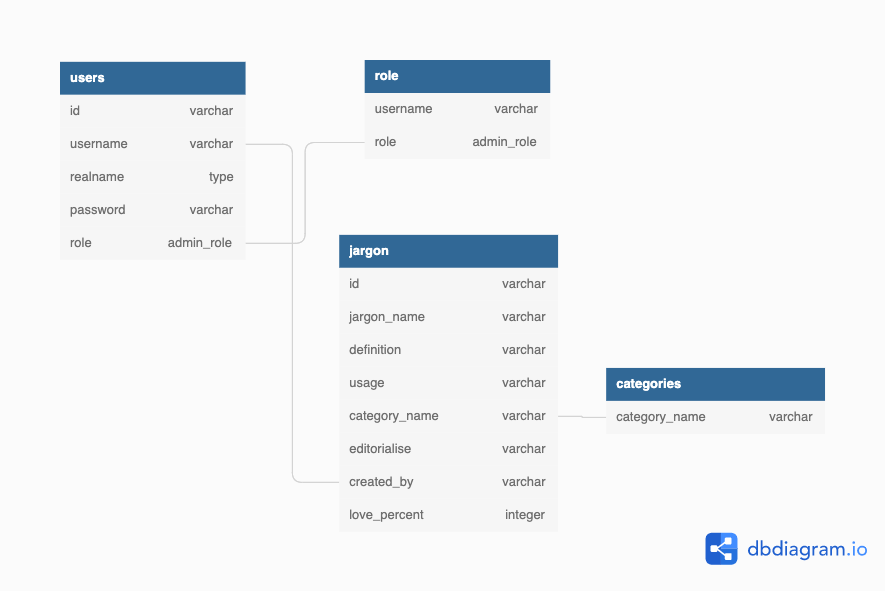 users
id varchar
username varchar
realname type
password varchar
role admin_role
role
username varchar
role admin_role
jargon
id varchar
jargon_name varchar
definition varchar
usage varchar
category_name varchar
editorialise varchar
created_by varchar
love_percent integer
categories
category_name varchar
dbdiagram.io